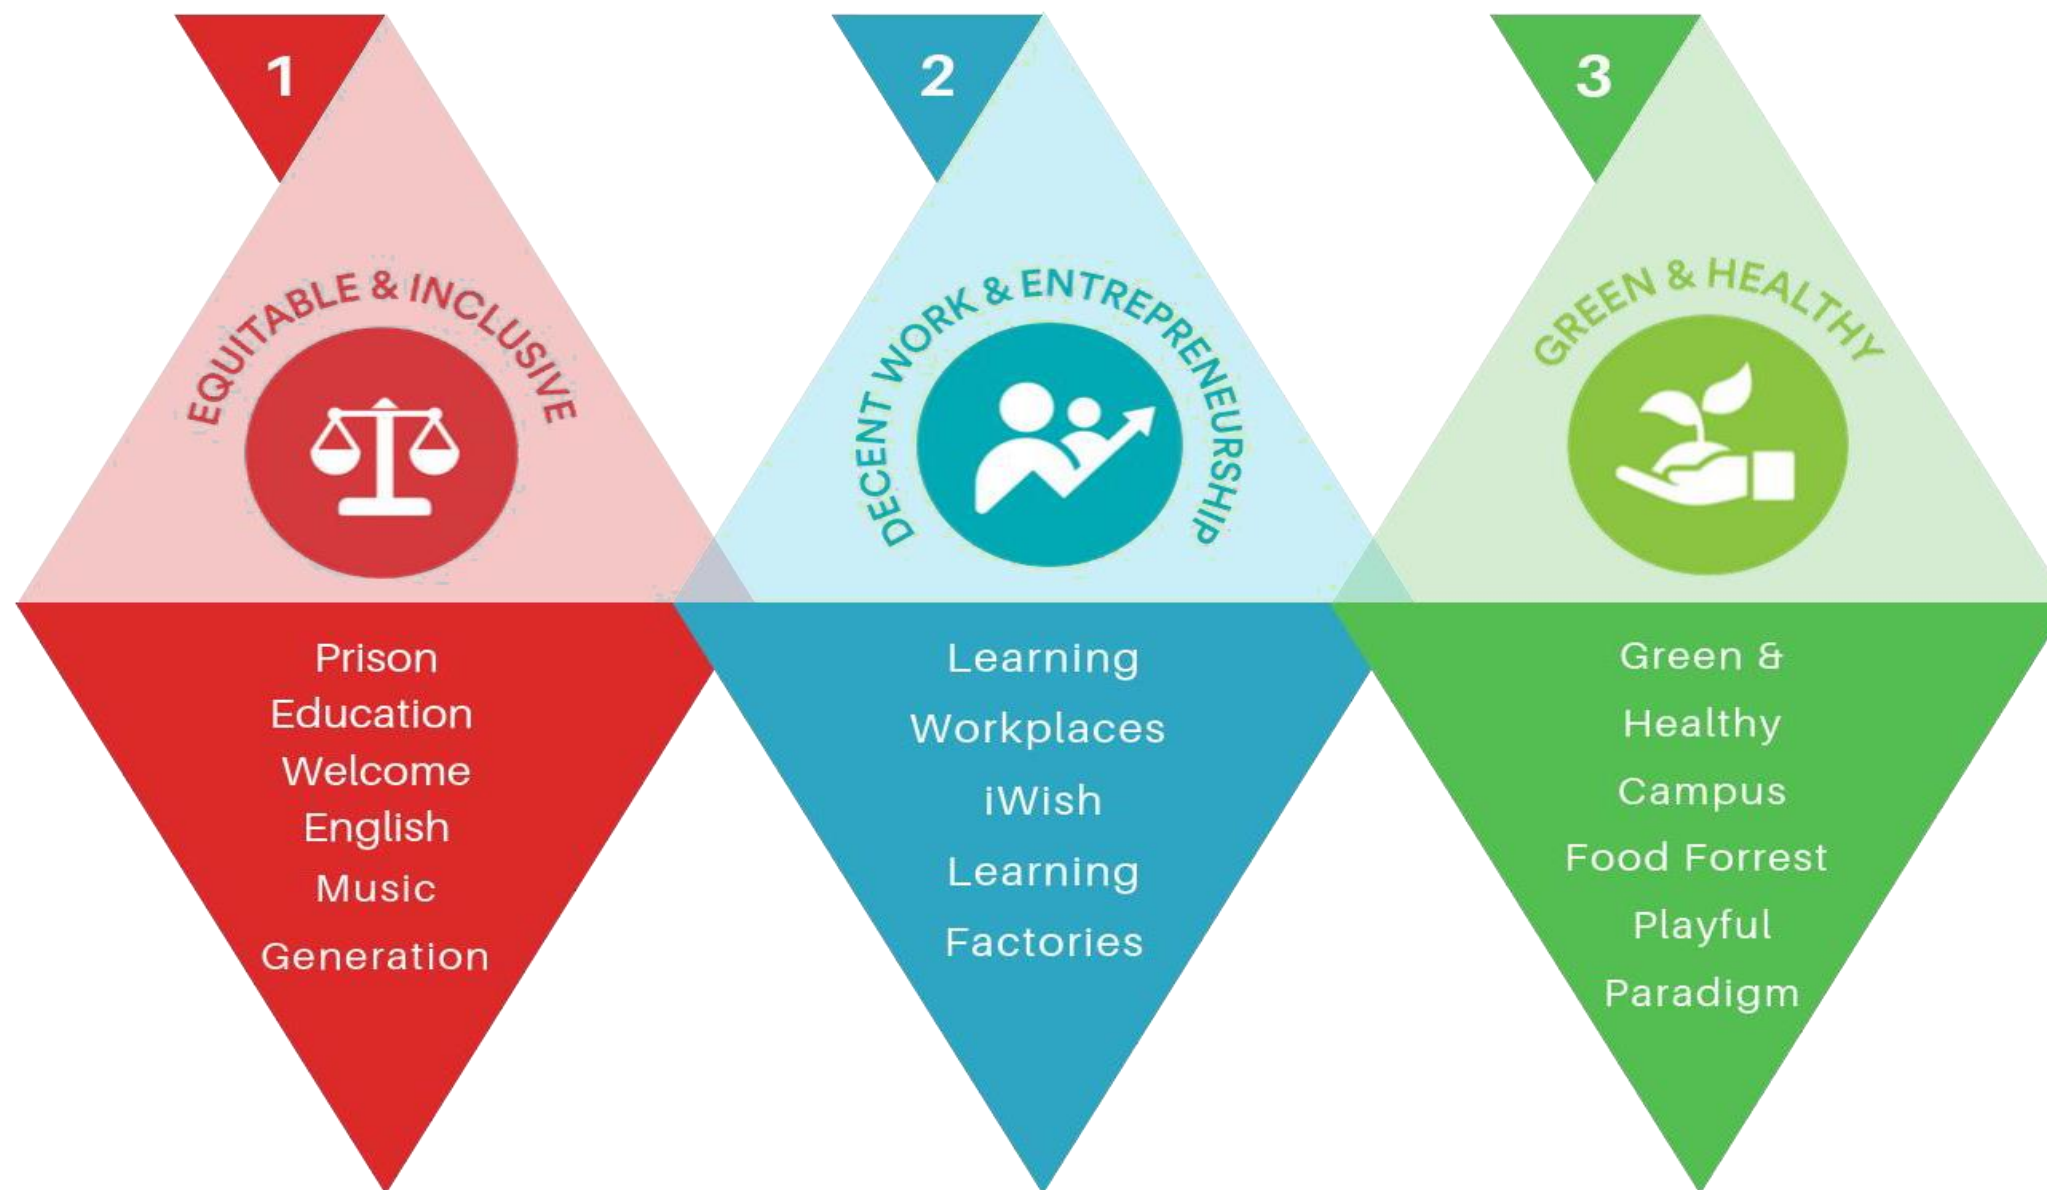 1
EQUITABLE & INCLUSIVE
Prison
Education
Welcome
English
Music
Generation
2
DECENT WORK & ENTREPRENEURSHIP
Learning
Workplaces
iWish
Learning
Factories
3
GREEN & HEALTHY
Green &
Healthy
Campus
Food Forrest
Playful
Paradigm